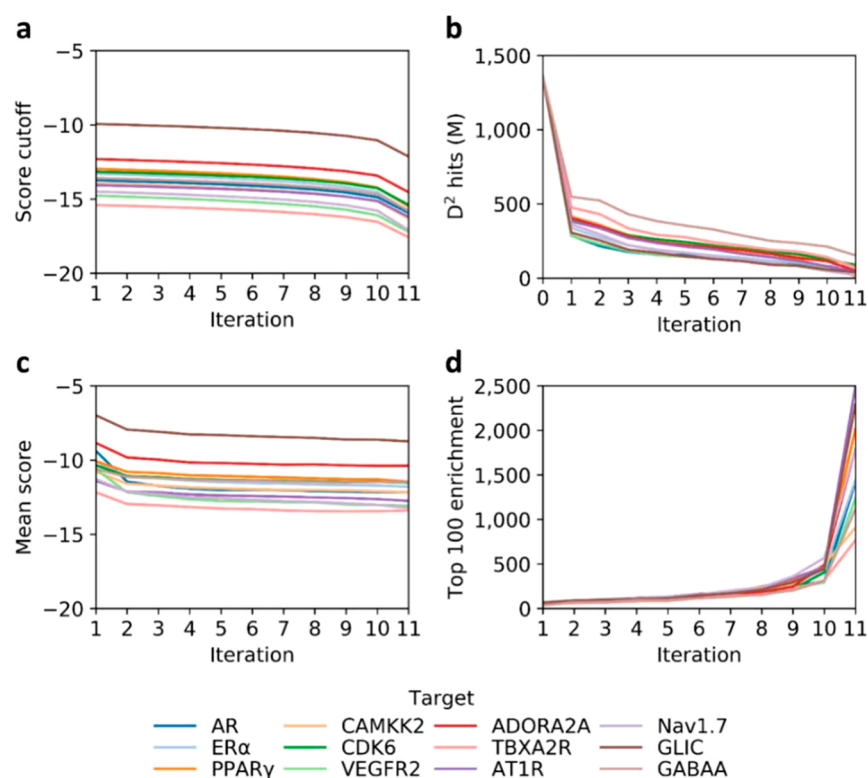 a
−5
−10
−15
−20
Score cutoff
1 2 3 4 5 6 7 8 9 10 11
Iteration
b
1,500
1,000
500
0
D² hits (M)
0 1 2 3 4 5 6 7 8 9 10 11
Iteration
c
−5
−10
−15
−20
Mean score
1 2 3 4 5 6 7 8 9 10 11
Iteration
d
2,500
2,000
1,500
1,000
500
0
Top 100 enrichment
1 2 3 4 5 6 7 8 9 10 11
Iteration
Target
AR CAMKK2 ADORA2A Nav1.7
ERα CDK6 TBXA2R GLIC
PPARγ VEGFR2 AT1R GABAA